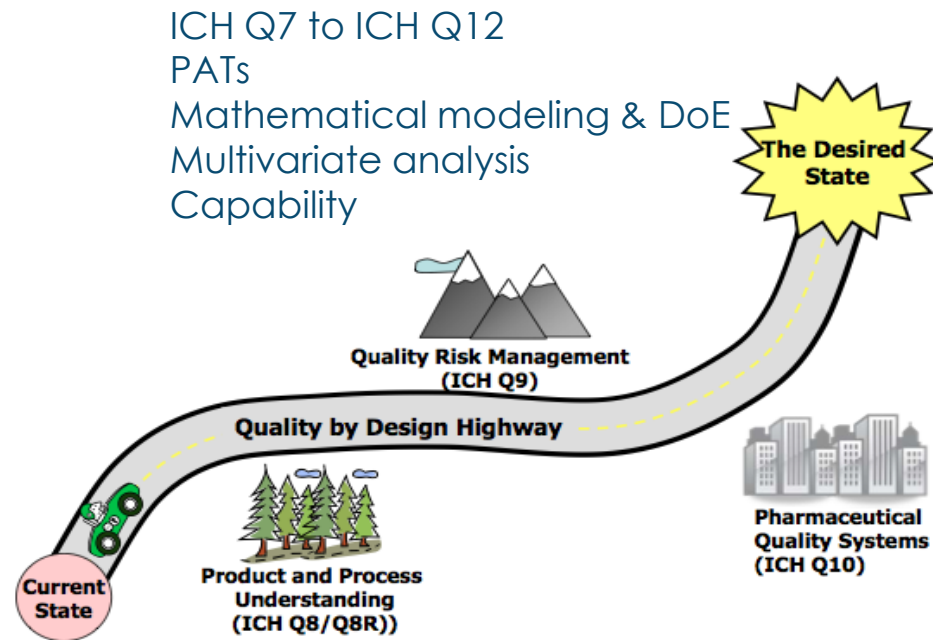 ICH Q7 to ICH Q12
PATs
Mathematical modeling & DoE
Multivariate analysis
Capability
The Desired
State
Quality Risk Management
(ICH Q9)
Quality by Design Highway
Pharmaceutical
Quality Systems
(ICH Q10)
Product and Process
Understanding
(ICH Q8/Q8R))
Current
State